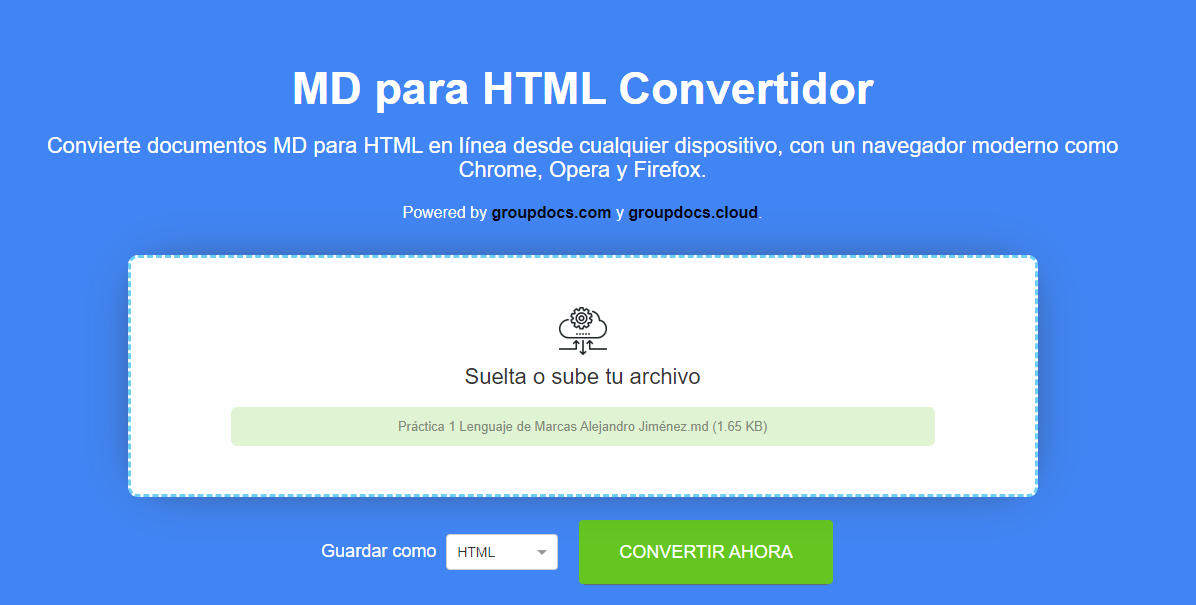 MD para HTML Convertidor
Convierte documentos MD para HTML en línea desde cualquier dispositivo, con un navegador moderno como
Chrome, Opera y Firefox.
Powered by groupdocs.com y groupdocs.cloud.
Suelta o sube tu archivo
Práctica 1 Lenguaje de Marcas Alejandro Jiménez.md (1.65 KB)
Guardar como HTML CONVERTIR AHORA